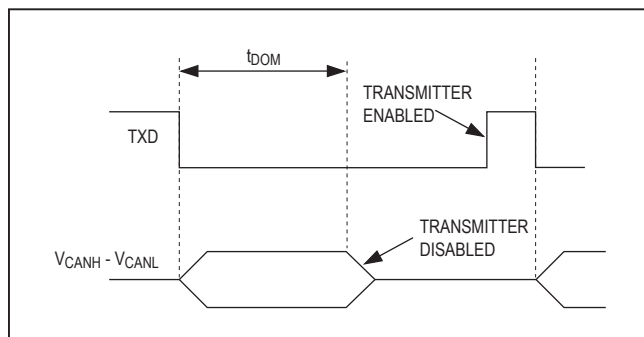 tDOM
TRANSMITTER
ENABLED
TXD
TRANSMITTER
DISABLED
VCANH - VCANL